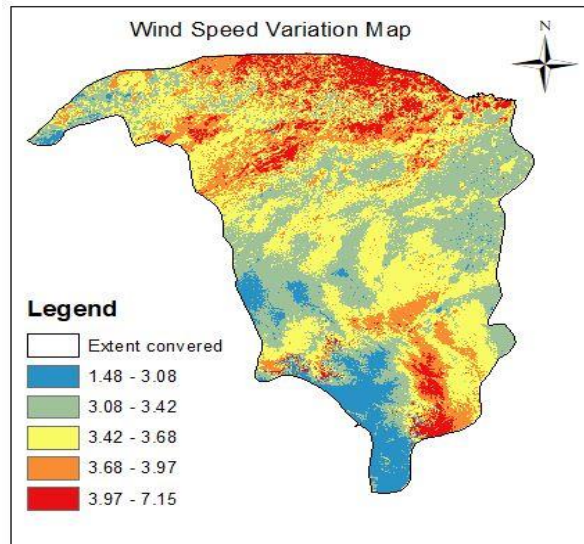 Wind Speed Variation Map
N
Legend
Extent convered
1.48 - 3.08
3.08 - 3.42
3.42 - 3.68
3.68 - 3.97
3.97 - 7.15